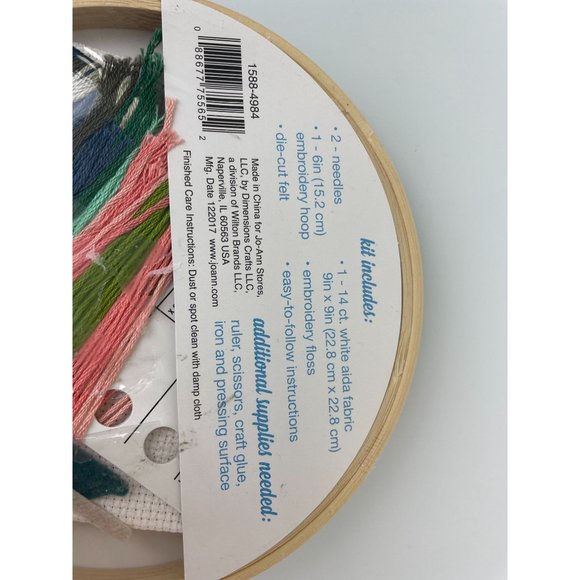 kit includes:
• 2 - needles
• 1 - 6in (15.2 cm)
embroidery hoop
• die-cut felt
• 1 - 14 ct. white aida fabric
9in x 9in (22.8 cm x 22.8 cm)
• embroidery floss
• easy-to-follow instructions
additional supplies needed:
ruler, scissors, craft glue,
iron and pressing surface
1588-4984
0 88677 75565 2
Made in China for Jo-Ann Stores,
LLC, by Dimensions Crafts LLC,
a division of Wilton Brands LLC,
Naperville, IL 60563 USA
Mfg. Date 122017 www.joann.com
Finished Care Instructions: Dust or spot clean with damp cloth